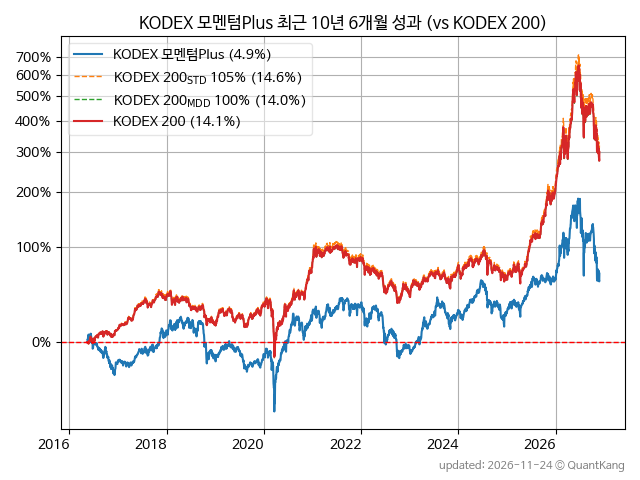 KODEX 모멘텀Plus 최근 10년 6개월 성과 (vs KODEX 200)
KODEX 모멘텀Plus (4.9%)
KODEX 200STD 105% (14.6%)
KODEX 200MDD 100% (14.0%)
KODEX 200 (14.1%)
700%
600%
500%
400%
300%
200%
100%
0%
2016 2018 2020 2022 2024 2026
updated: 2026-11-24 © QuantKang